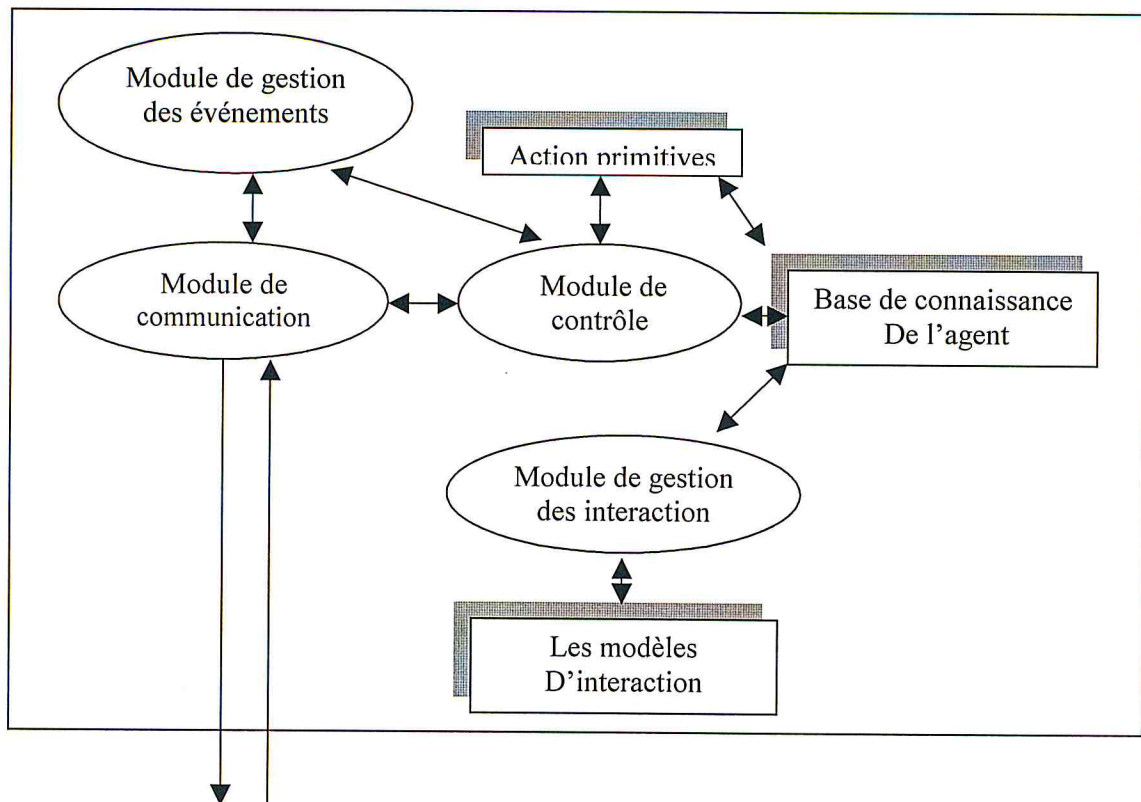 Module de gestion
des événements
Action primitives
Module de
communication
Module de
contrôle
Base de connaissance
De l'agent
Module de gestion
des interaction
Les modèles
D'interaction